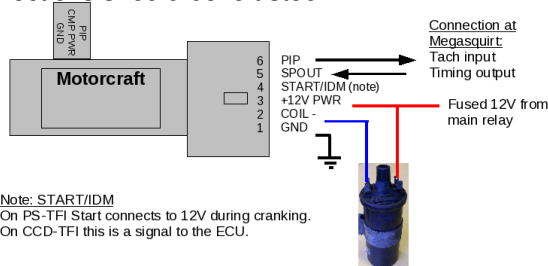 PIP
CMP PWR
GND
Motorcraft
6 PIP
5 SPOUT
4 START/IDM (note)
3 +12V PWR
2 COIL -
1 GND
Connection at
Megasquirt:
Tach input
Timing output
Fused 12V from
main relay
Note: START/IDM
On PS-TFI Start connects to 12V during cranking.
On CCD-TFI this is a signal to the ECU.